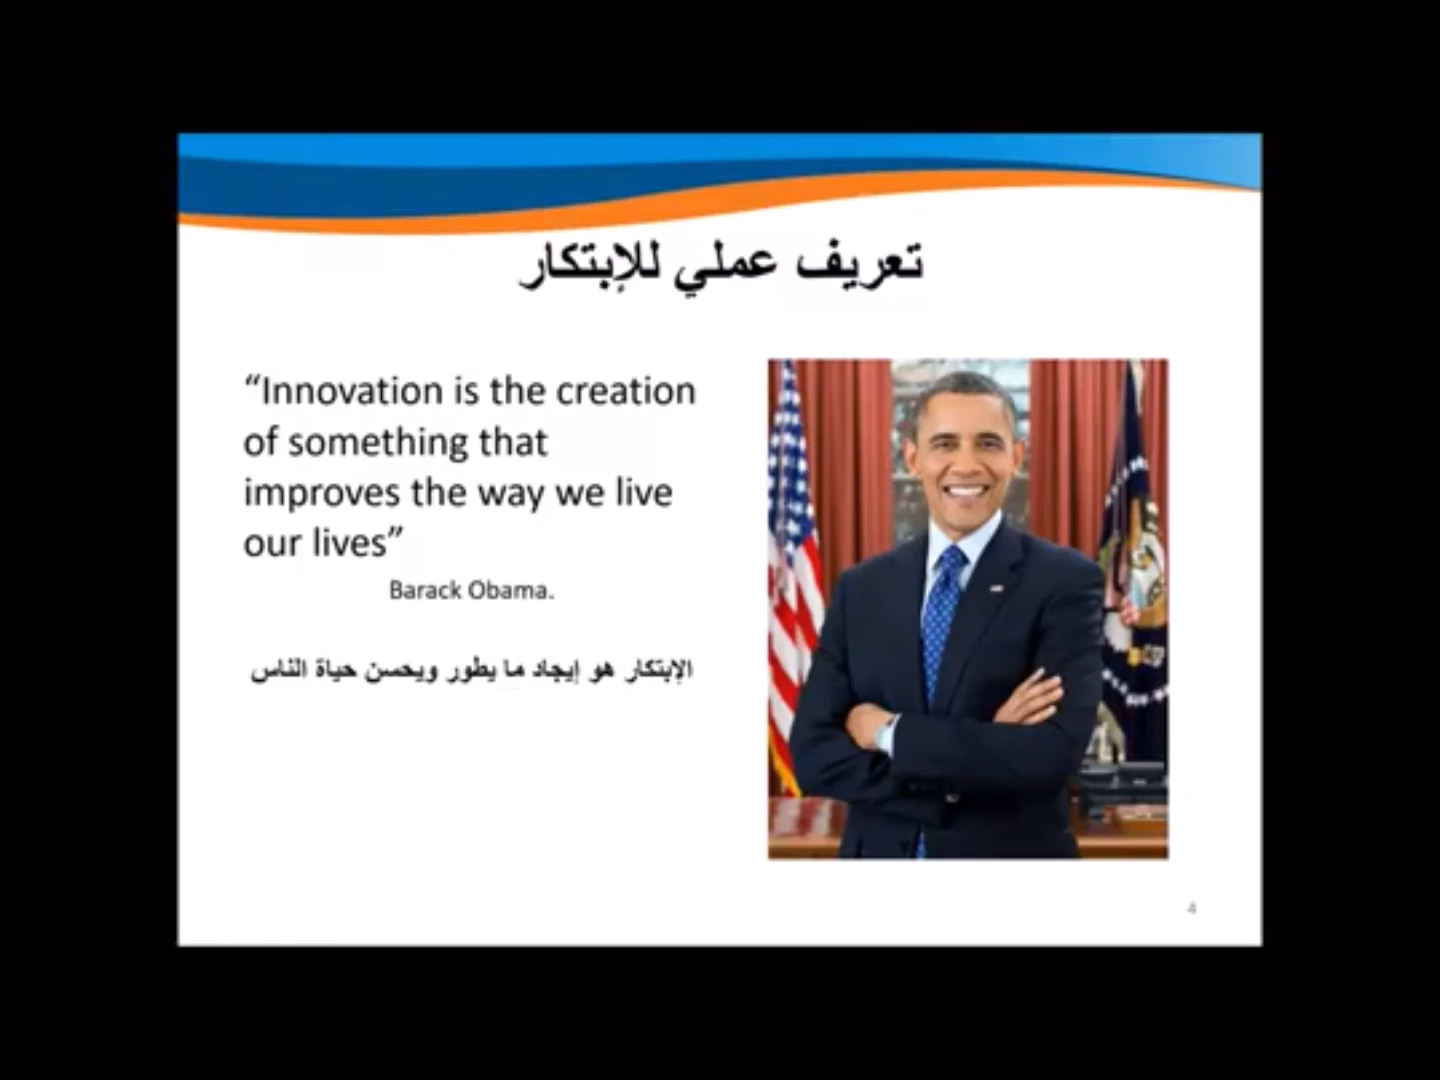 تعريف عملي للإبتكار
“Innovation is the creation
of something that
improves the way we live
our lives”
Barack Obama.
الإبتكار هو إيجاد ما يطور ويحسن حياة الناس
4